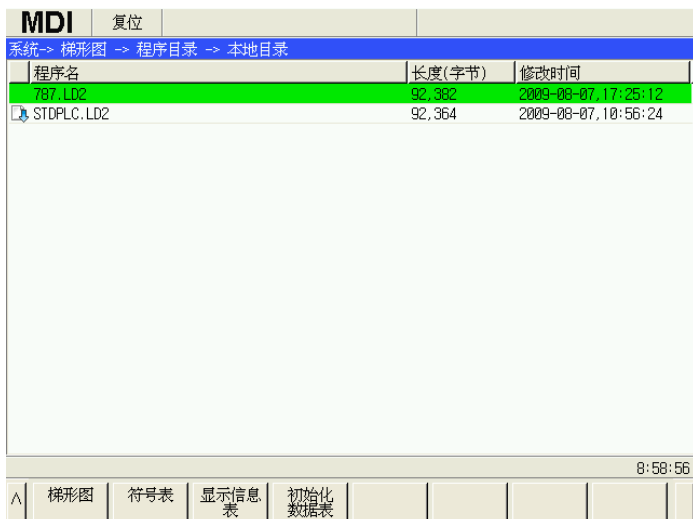 MDI 复位
系统-> 梯形图 -> 程序目录 -> 本地目录
程序名 长度(字节) 修改时间
787.LD2 92,382 2009-08-07,17:25:12
STDPLC.LD2 92,364 2009-08-07,10:56:24
8:58:56
∧ 梯形图 符号表 显示信息表 初始化数据表